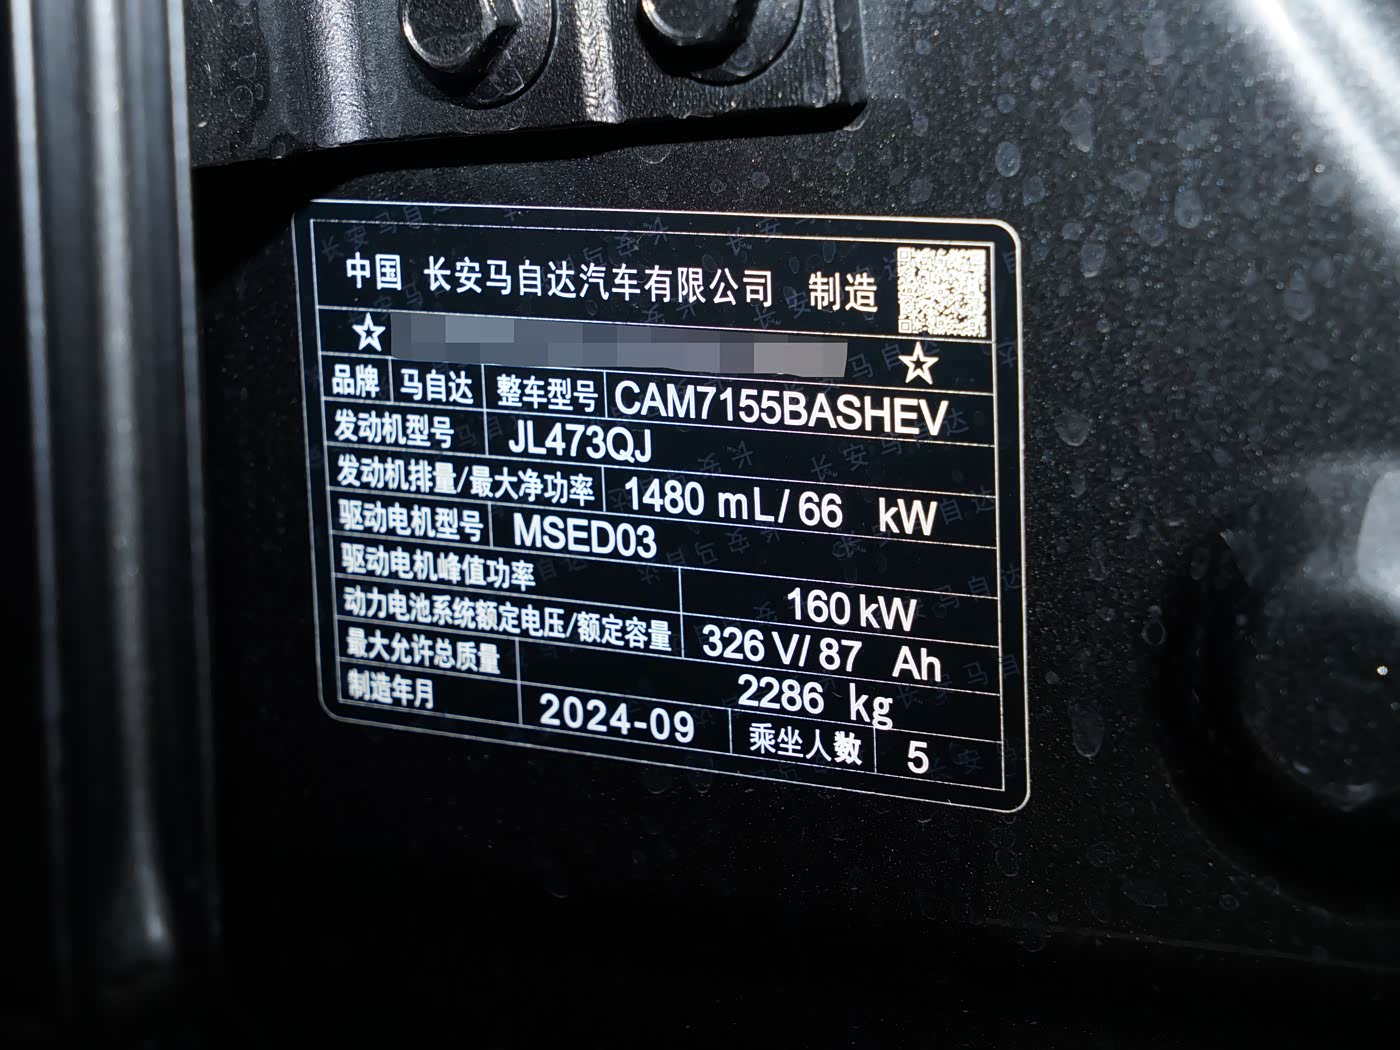 中国 长安马自达汽车有限公司 制造
☆ ☆
品牌 马自达 整车型号 CAM7155BASHEV
发动机型号 JL473QJ
发动机排量/最大净功率 1480 mL/ 66 kW
驱动电机型号 MSED03
驱动电机峰值功率 160 kW
动力电池系统额定电压/额定容量 326 V/ 87 Ah
最大允许总质量 2286 kg
制造年月 2024-09 乘坐人数 5